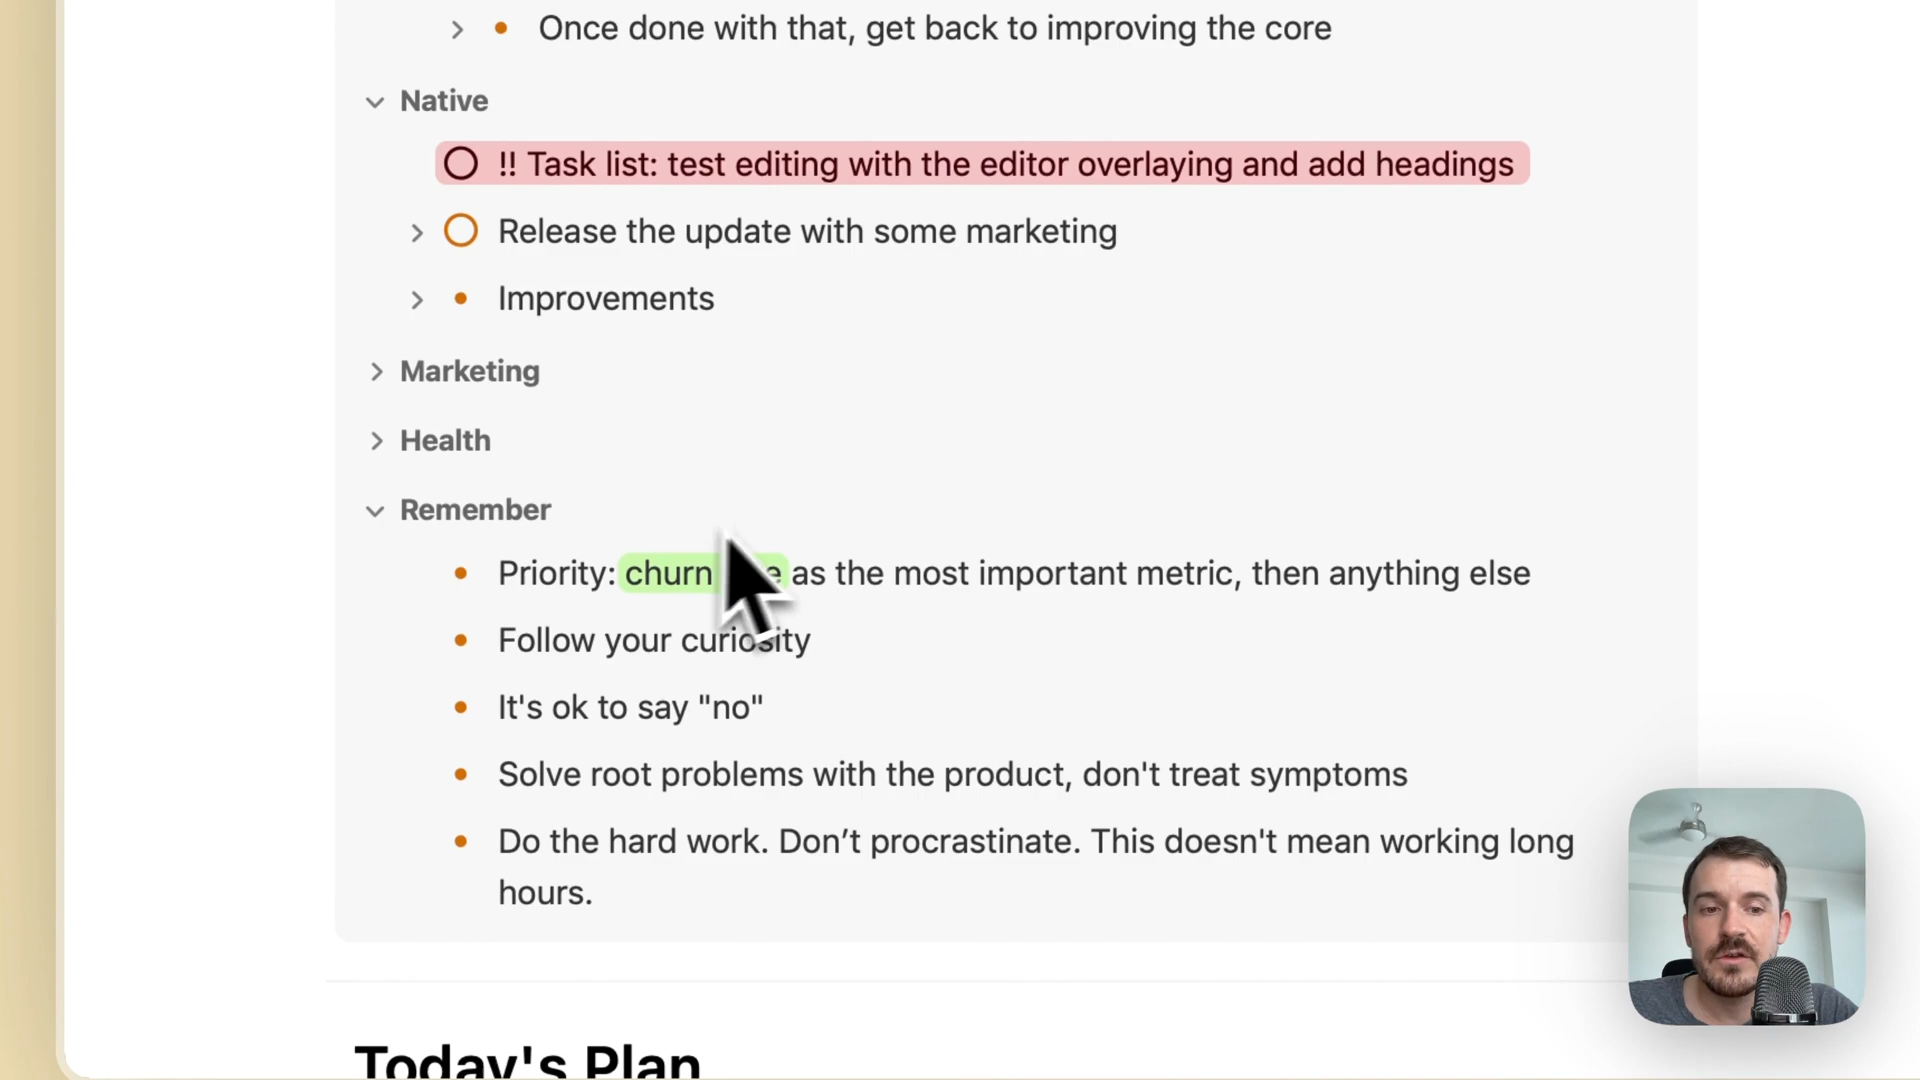 Once done with that, get back to improving the core
Native
!! Task list: test editing with the editor overlaying and add headings
Release the update with some marketing
Improvements
Marketing
Health
Remember
Priority: churn as the most important metric, then anything else
Follow your curiosity
It's ok to say "no"
Solve root problems with the product, don't treat symptoms
Do the hard work. Don’t procrastinate. This doesn't mean working long
hours.
Today's Plan